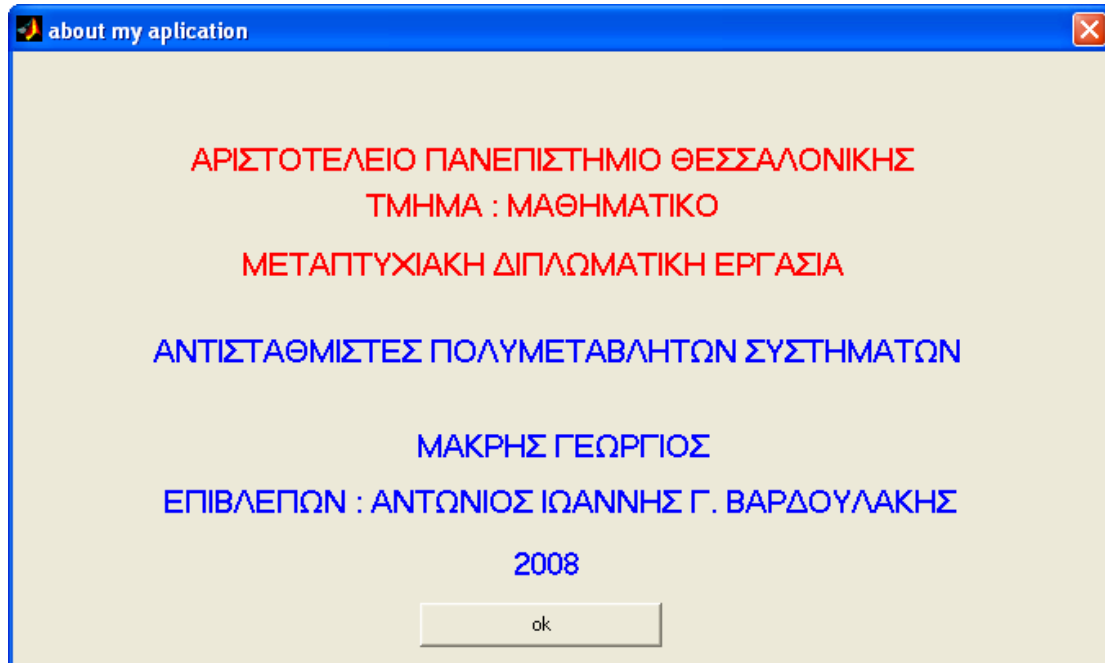 about my aplication
ΑΡΙΣΤΟΤΕΛΕΙΟ ΠΑΝΕΠΙΣΤΗΜΙΟ ΘΕΣΣΑΛΟΝΙΚΗΣ
ΤΜΗΜΑ : ΜΑΘΗΜΑΤΙΚΟ
ΜΕΤΑΠΤΥΧΙΑΚΗ ΔΙΠΛΩΜΑΤΙΚΗ ΕΡΓΑΣΙΑ
ΑΝΤΙΣΤΑΘΜΙΣΤΕΣ ΠΟΛΥΜΕΤΑΒΛΗΤΩΝ ΣΥΣΤΗΜΑΤΩΝ
ΜΑΚΡΗΣ ΓΕΩΡΓΙΟΣ
ΕΠΙΒΛΕΠΩΝ : ΑΝΤΩΝΙΟΣ ΙΩΑΝΝΗΣ Γ. ΒΑΡΔΟΥΛΑΚΗΣ
2008
ok